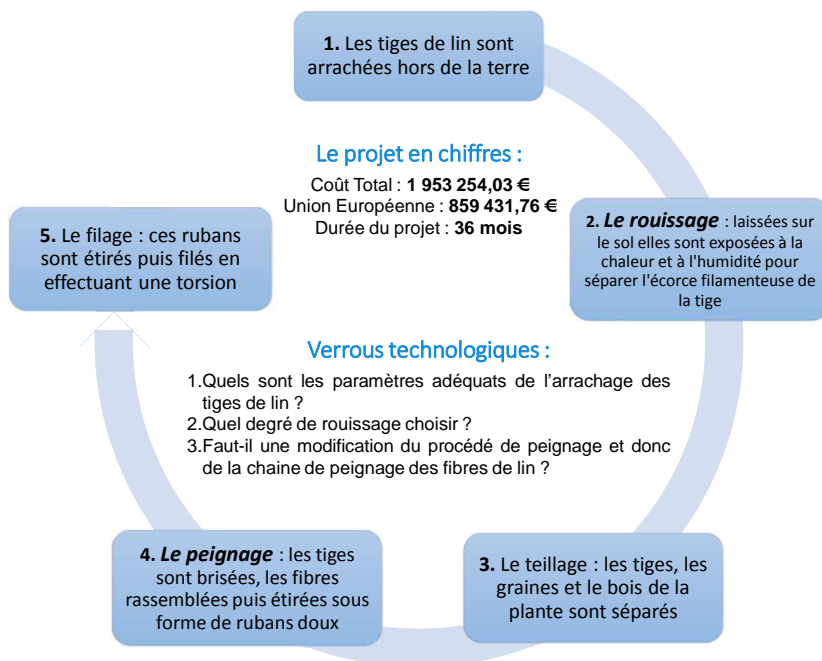 1. Les tiges de lin sont
arrachées hors de la terre
Le projet en chiffres :
Coût Total : 1 953 254,03 €
Union Européenne : 859 431,76 €
Durée du projet : 36 mois
2. Le rouissage : laissées sur
le sol elles sont exposées à la
chaleur et à l'humidité pour
séparer l'écorce filamenteuse de
la tige
5. Le filage : ces rubans
sont étirés puis filés en
effectuant une torsion
Verrous technologiques :
1.Quels sont les paramètres adéquats de l’arrachage des
tiges de lin ?
2.Quel degré de rouissage choisir ?
3.Faut-il une modification du procédé de peignage et donc
de la chaine de peignage des fibres de lin ?
4. Le peignage : les tiges
sont brisées, les fibres
rassemblées puis étirées sous
forme de rubans doux
3. Le teillage : les tiges, les
graines et le bois de la
plante sont séparés